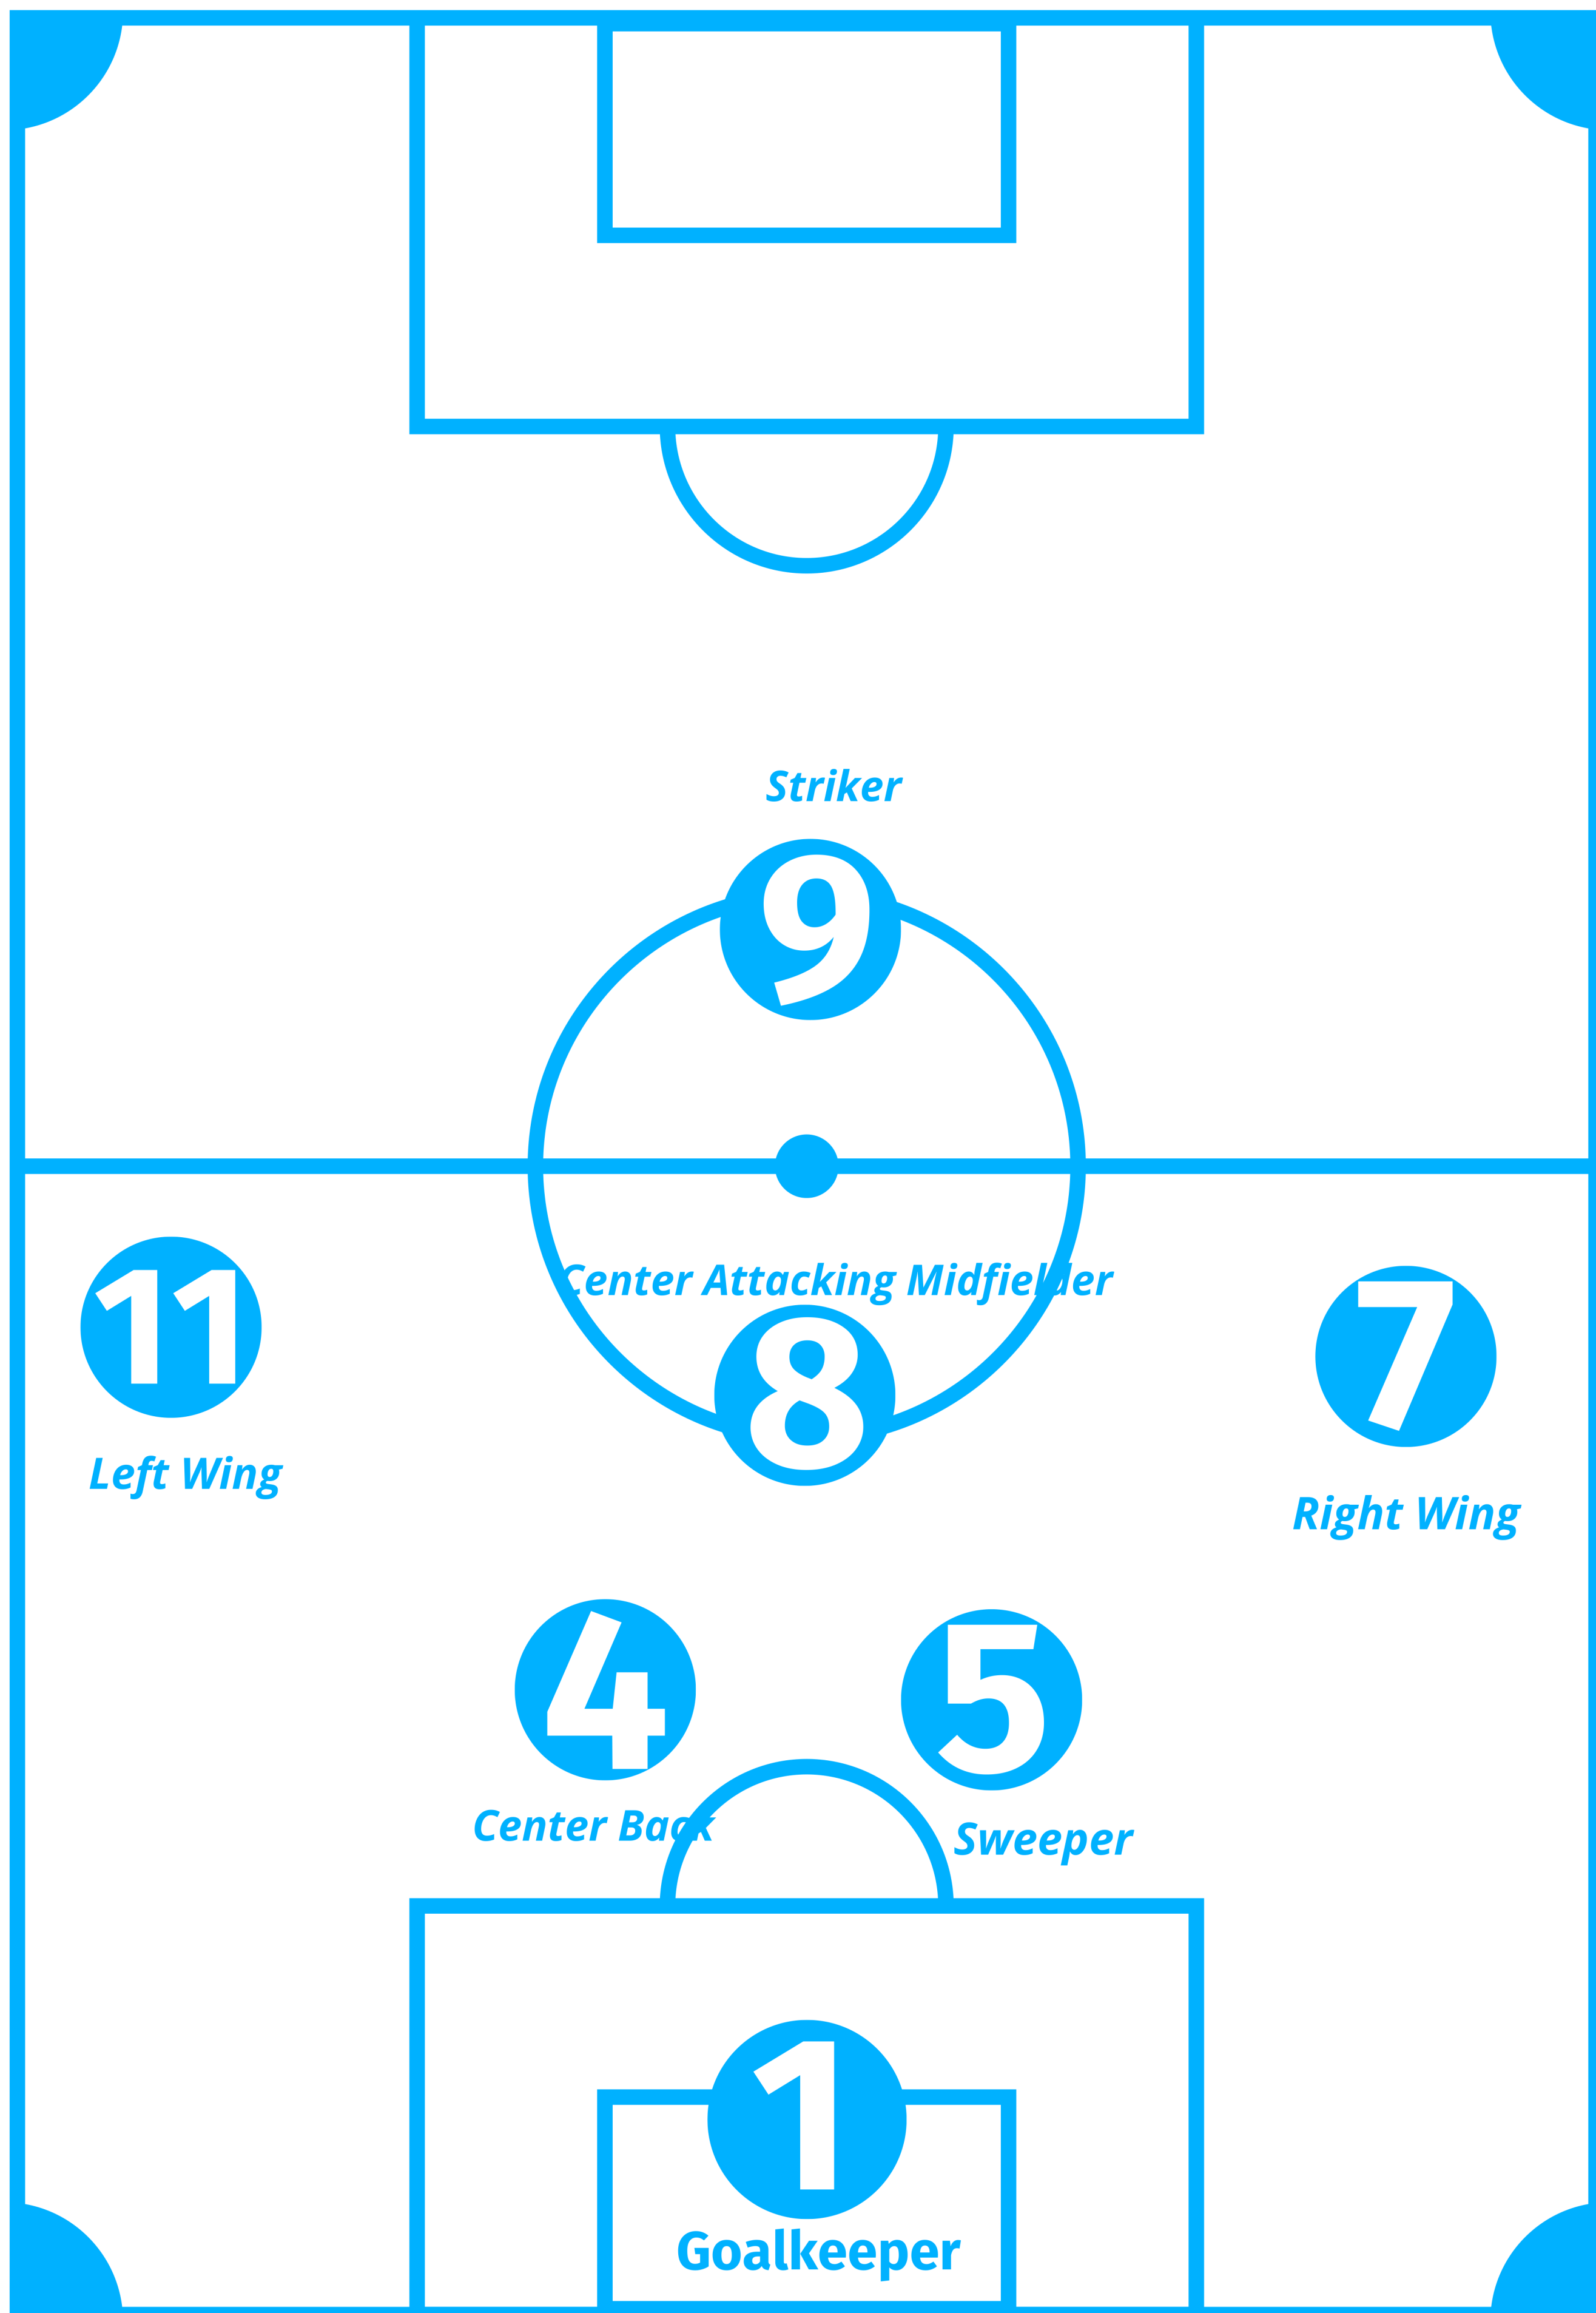 Striker
9
Center Attacking Midfielder
11
8
7
Left Wing
Right Wing
4
5
Center Back
Sweeper
1
Goalkeeper